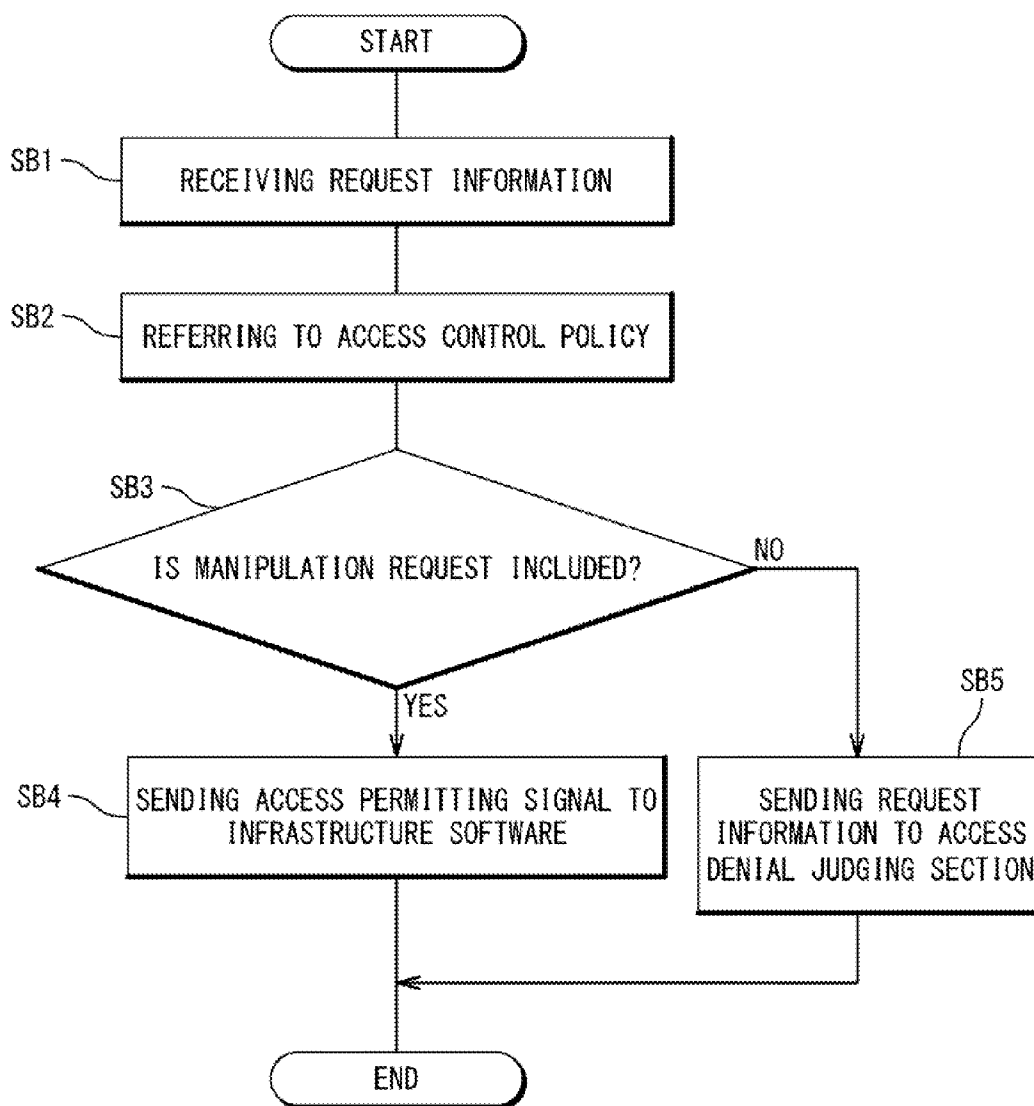 START
SB1
RECEIVING REQUEST INFORMATION
SB2
REFERRING TO ACCESS CONTROL POLICY
SB3
IS MANIPULATION REQUEST INCLUDED?
NO
YES
SB4
SENDING ACCESS PERMITTING SIGNAL TO
INFRASTRUCTURE SOFTWARE
SB5
SENDING REQUEST
INFORMATION TO ACCESS
DENIAL JUDGING SECTION
END